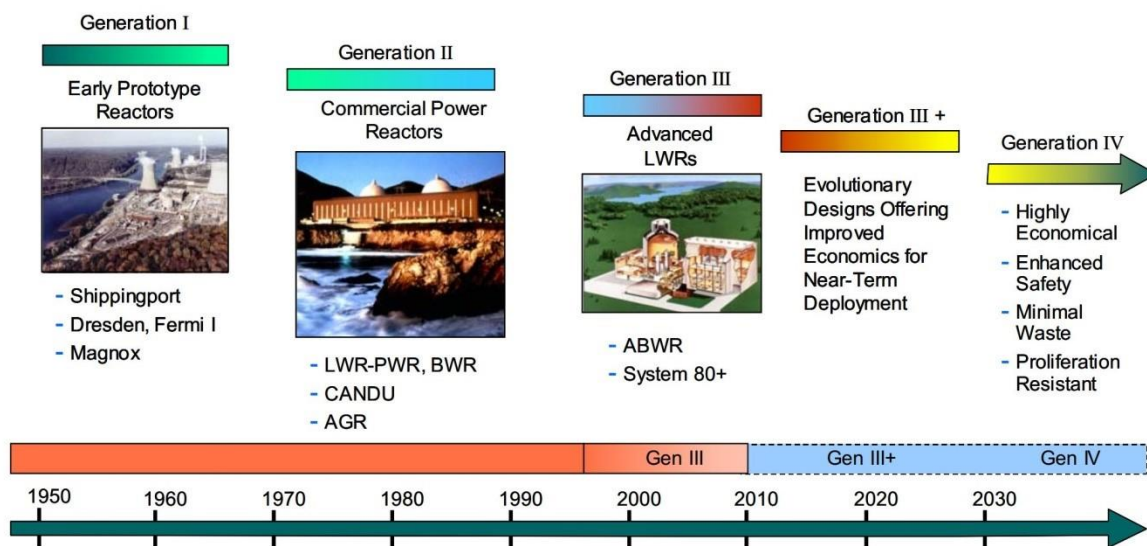 Generation I
Early Prototype
Reactors
- Shippingport
- Dresden, Fermi I
- Magnox
Generation II
Commercial Power
Reactors
- LWR-PWR, BWR
- CANDU
- AGR
Generation III
Advanced
LWRs
- ABWR
- System 80+
Generation III +
Evolutionary
Designs Offering
Improved
Economics for
Near-Term
Deployment
Generation IV
- Highly
Economical
- Enhanced
Safety
- Minimal
Waste
- Proliferation
Resistant
Gen III
Gen III+
Gen IV
1950
1960
1970
1980
1990
2000
2010
2020
2030